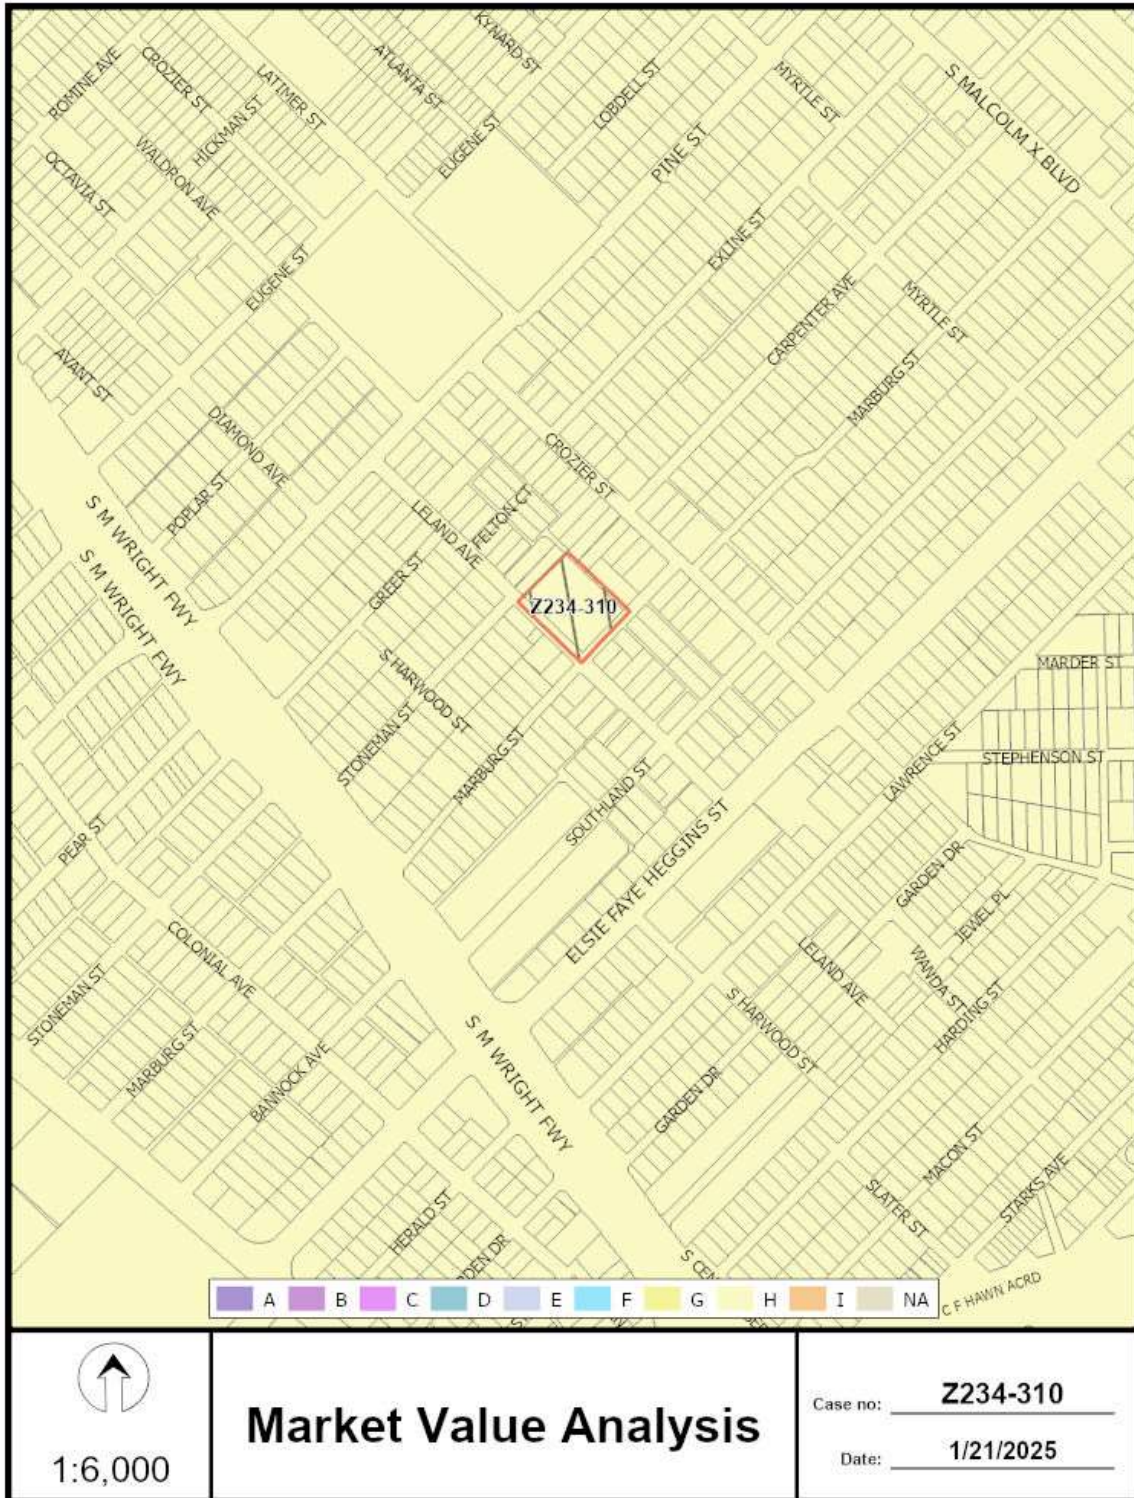 KYNARD ST
ROMINE AVE
CROZIER ST
LATIMER ST
ATLANTA ST
LOBDELL ST
MYRTLE ST
S MALCOLM X BLVD
HICKMAN ST
EUGENE ST
PINE ST
OCTAVIA ST
WALDRON AVE
EXLINE ST
EUGENE ST
CARPENTER AVE
MYRTLE ST
AVANT ST
MARBURG ST
DIAMOND AVE
CROZIER ST
POPLAR ST
LELAND AVE
FELTON CT
S M WRIGHT FWY
S M WRIGHT FWY
GREER ST
Z234-310
MARDER ST
S HARWOOD ST
STONEMAN ST
MARBURG ST
LAWRENCE ST
STEPHENSON ST
SOUTHLAND ST
PEAR ST
ELSIE FAYE HEGGINS ST
GARDEN DR
JEWEL PL
COLONIAL AVE
LELAND AVE
WANDA ST
STONEMAN ST
S HARWOOD ST
HARDING ST
MARBURG ST
BANNOCK AVE
S M WRIGHT FWY
GARDEN DR
MACON ST
STARKS AVE
SLATER ST
HERALD ST
DEN DR
S CEN
C F HAWN ACRD
A B C D E F G H I NA
1:6,000
Market Value Analysis
Case no: Z234-310
Date: 1/21/2025